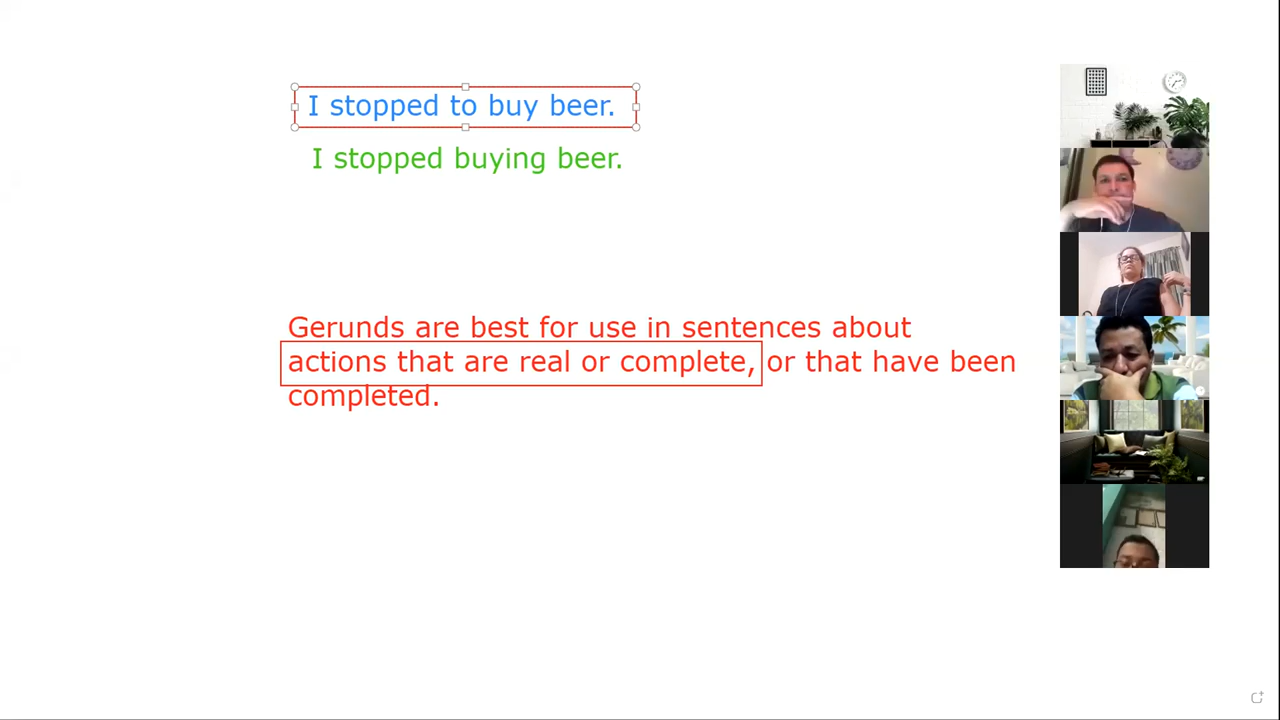 I stopped to buy beer.
I stopped buying beer.
Gerunds are best for use in sentences about
actions that are real or complete, or that have been
completed.